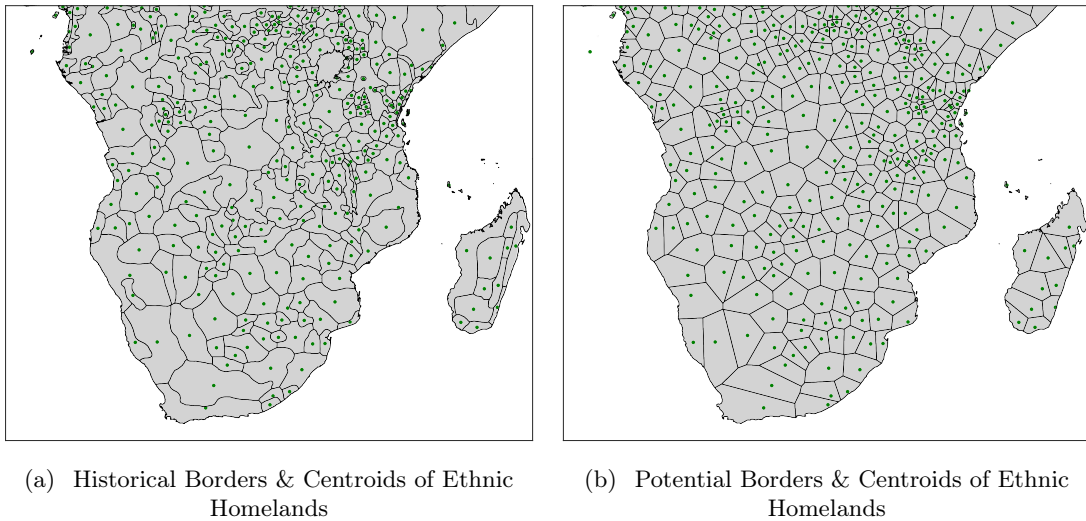 (a) Historical Borders & Centroids of Ethnic
Homelands
(b) Potential Borders & Centroids of Ethnic
Homelands